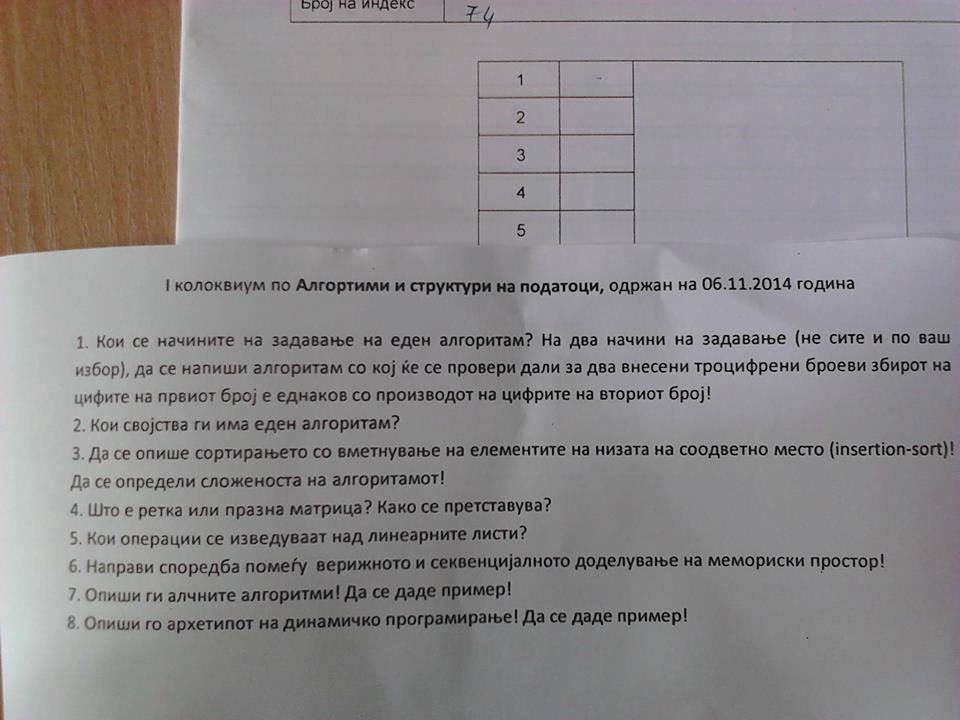 Број на индекс
74
1
2
3
4
5
I колоквиум по Алгортими и структури на податоци, одржан на 06.11.2014 година
1. Кои се начините на задавање на еден алгоритам? На два начини на задавање (не сите и по ваш
избор), да се напиши алгоритам со кој ќе се провери дали за два внесени троцифрени броеви збирот на
цифите на првиот број е еднаков со производот на цифрите на вториот број!
2. Кои својства ги има еден алгоритам?
3. Да се опише сортирањето со вметнување на елементите на низата на соодветно место (insertion-sort)!
Да се определи сложеноста на алгоритамот!
4. Што е ретка или празна матрица? Како се претставува?
5. Кои операции се изведуваат над линеарните листи?
6. Направи споредба помеѓу верижното и секвенцијалното доделување на мемориски простор!
7. Опиши ги алчните алгоритми! Да се даде пример!
8. Опиши го архетипот на динамичко програмирање! Да се даде пример!